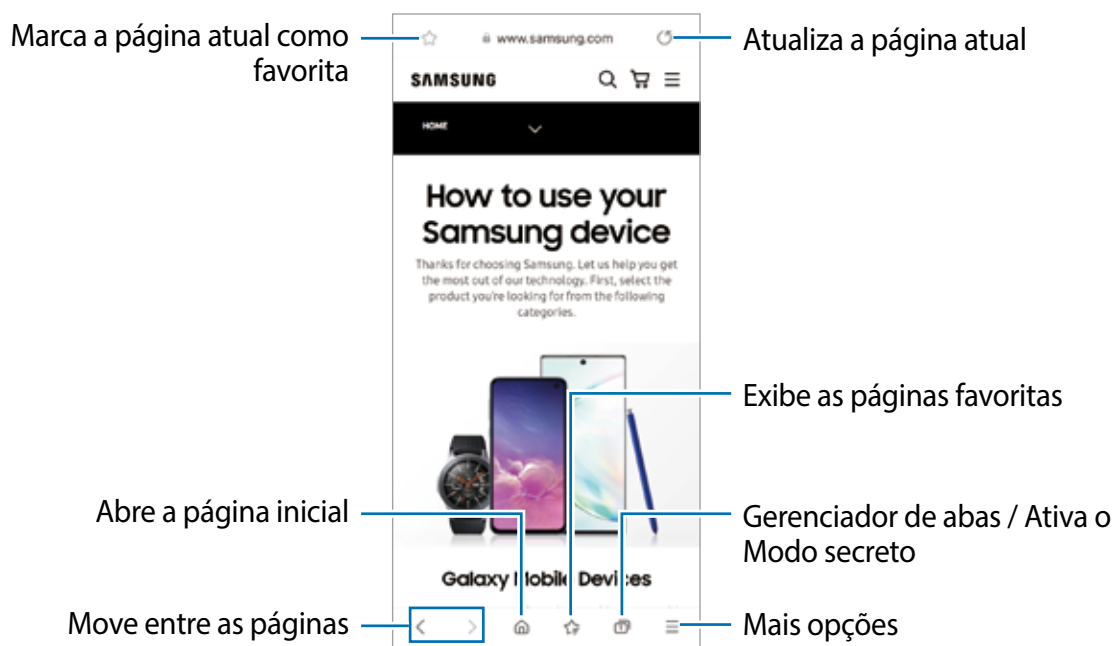 Marca a página atual como
favorita
www.samsung.com
Atualiza a página atual
SAMSUNG
HOME
How to use your
Samsung device
Thanks for choosing Samsung. Let us help you get
the most out of our technology. First, select the
product you're looking for from the following
categories.
Exibe as páginas favoritas
Abre a página inicial
Gerenciador de abas / Ativa o
Modo secreto
Galaxy Mobile Devices
Move entre as páginas
Mais opções